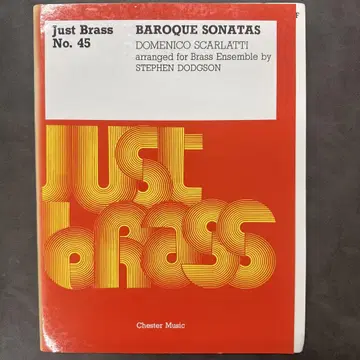 Just Brass
No. 45
BAROQUE SONATAS
DOMENICO SCARLATTI
arranged for Brass Ensemble by
STEPHEN DODGSON
JUST
bRASS
Chester Music